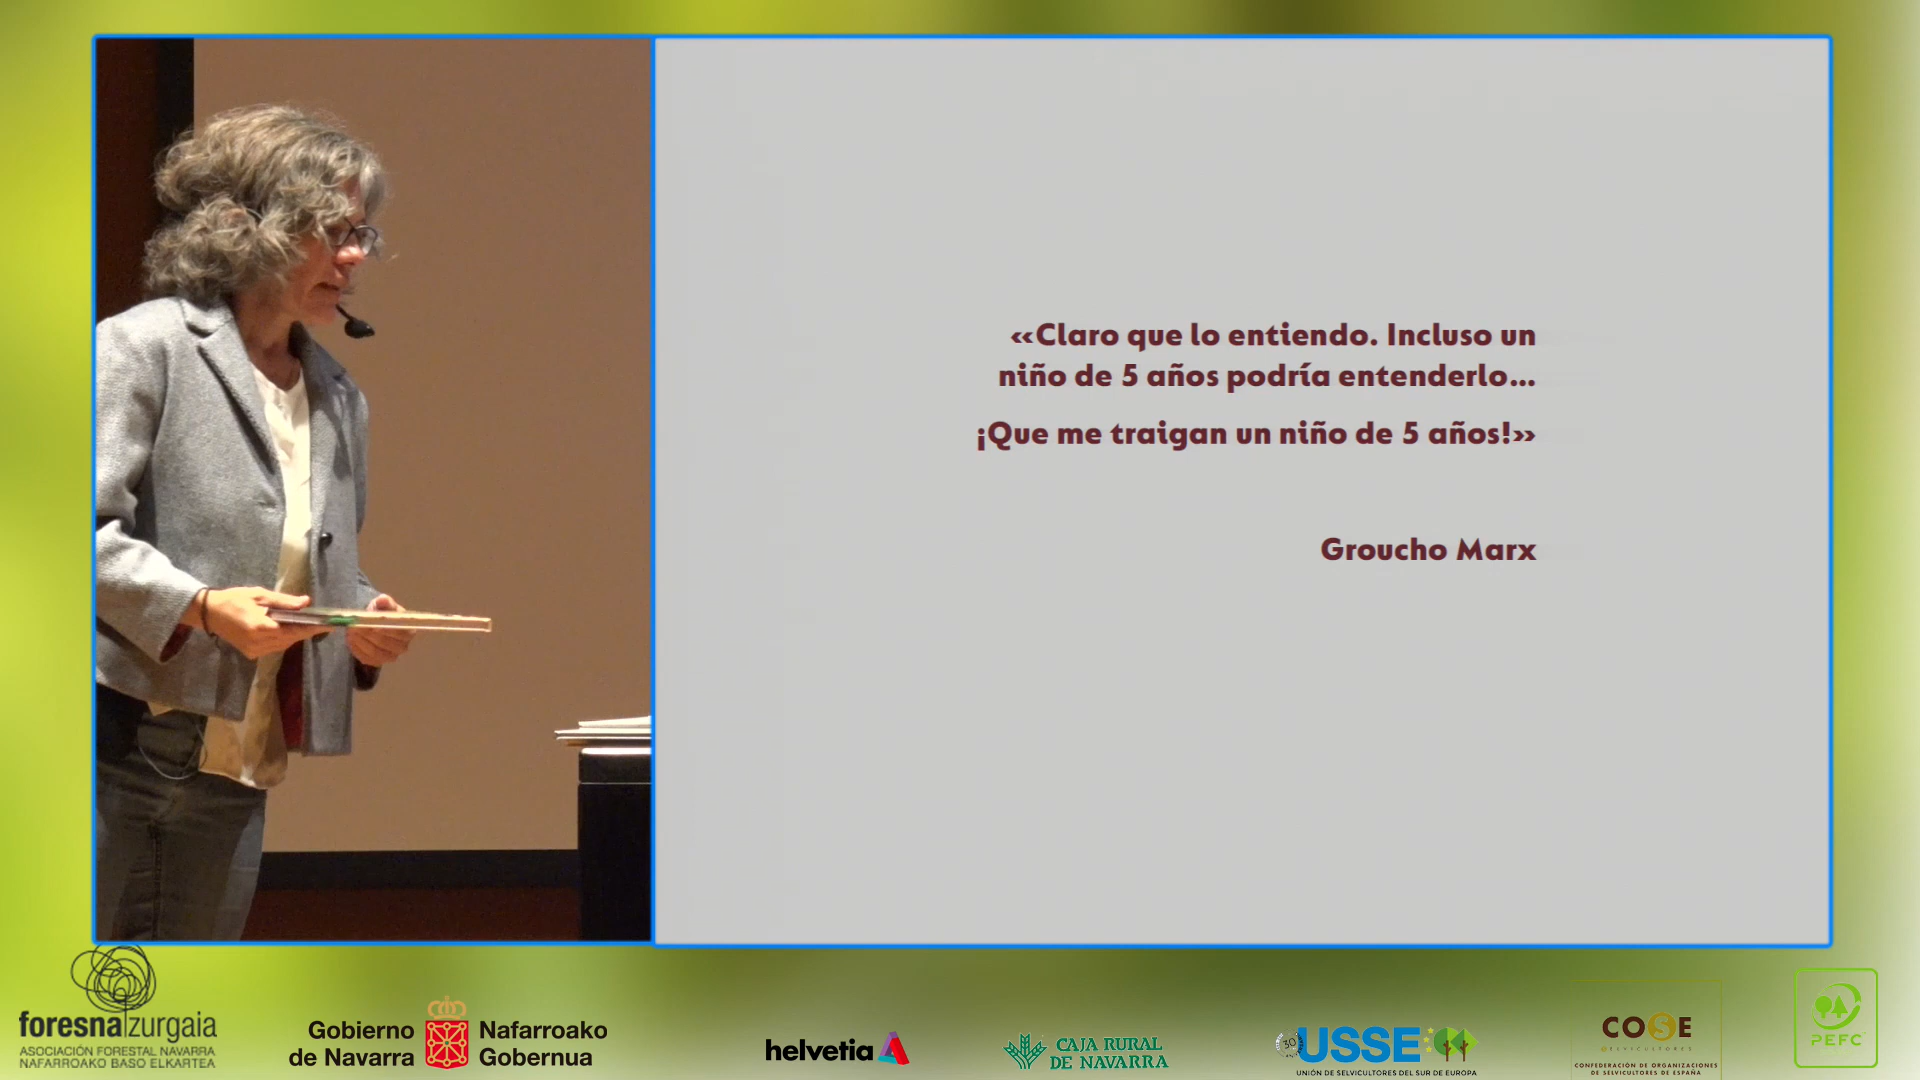 «Claro que lo entiendo. Incluso un
niño de 5 años podría entenderlo...
¡Que me traigan un niño de 5 años!»
Groucho Marx
foresna|zurgaia
ASOCIACIÓN FORESTAL NAVARRA
NAFARROAKO BASO ELKARTEA
Gobierno
de Navarra
Nafarroako
Gobernua
helvetia
CAJA RURAL
DE NAVARRA
30
USSE
UNIÓN DE SELVICULTORES DEL SUR DE EUROPA
COSE
SELVICULTORES
CONFEDERACIÓN DE ORGANIZACIONES
DE SELVICULTORES DE ESPAÑA
PEFC